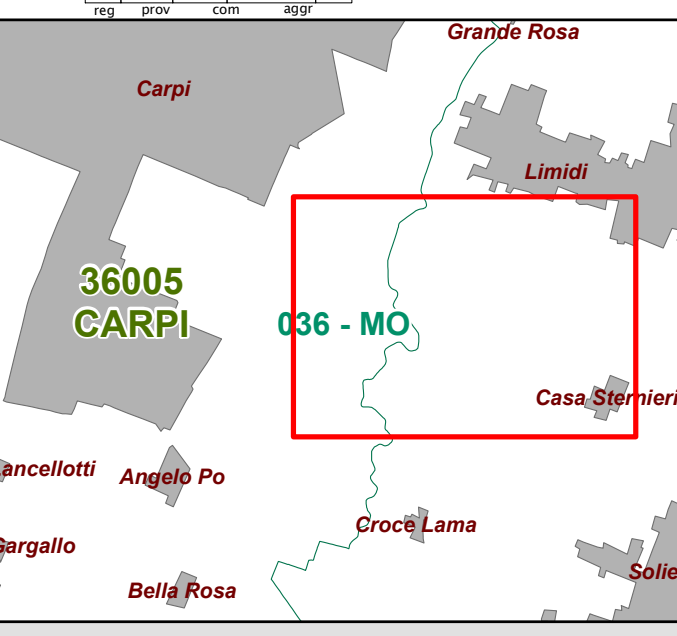 reg prov com aggr
Grande Rosa
Carpi
Limidi
36005
CARPI
036 - MO
Casa Sternieri
ancellotti
Angelo Po
Croce Lama
Gargallo
Solie
Bella Rosa